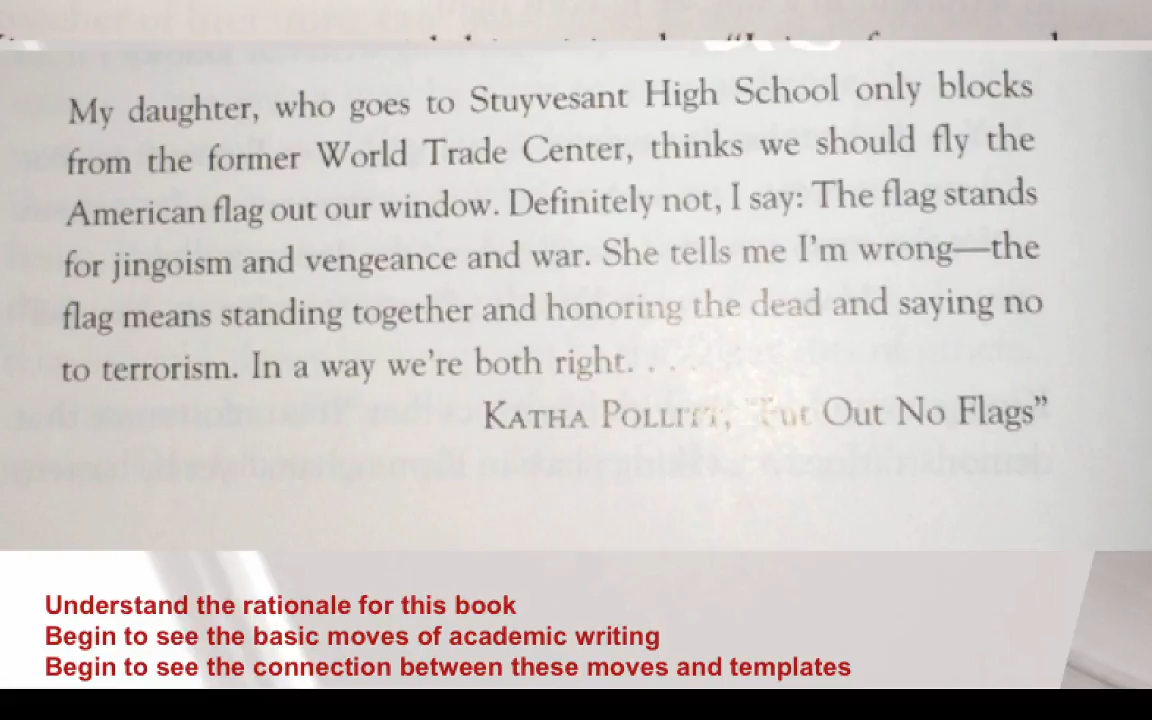 My daughter, who goes to Stuyvesant High School only blocks
from the former World Trade Center, thinks we should fly the
American flag out our window. Definitely not, I say: The flag stands
for jingoism and vengeance and war. She tells me I'm wrong—the
flag means standing together and honoring the dead and saying no
to terrorism. In a way we're both right. . . .
KATHA POLLITT, "Put Out No Flags"
Understand the rationale for this book
Begin to see the basic moves of academic writing
Begin to see the connection between these moves and templates